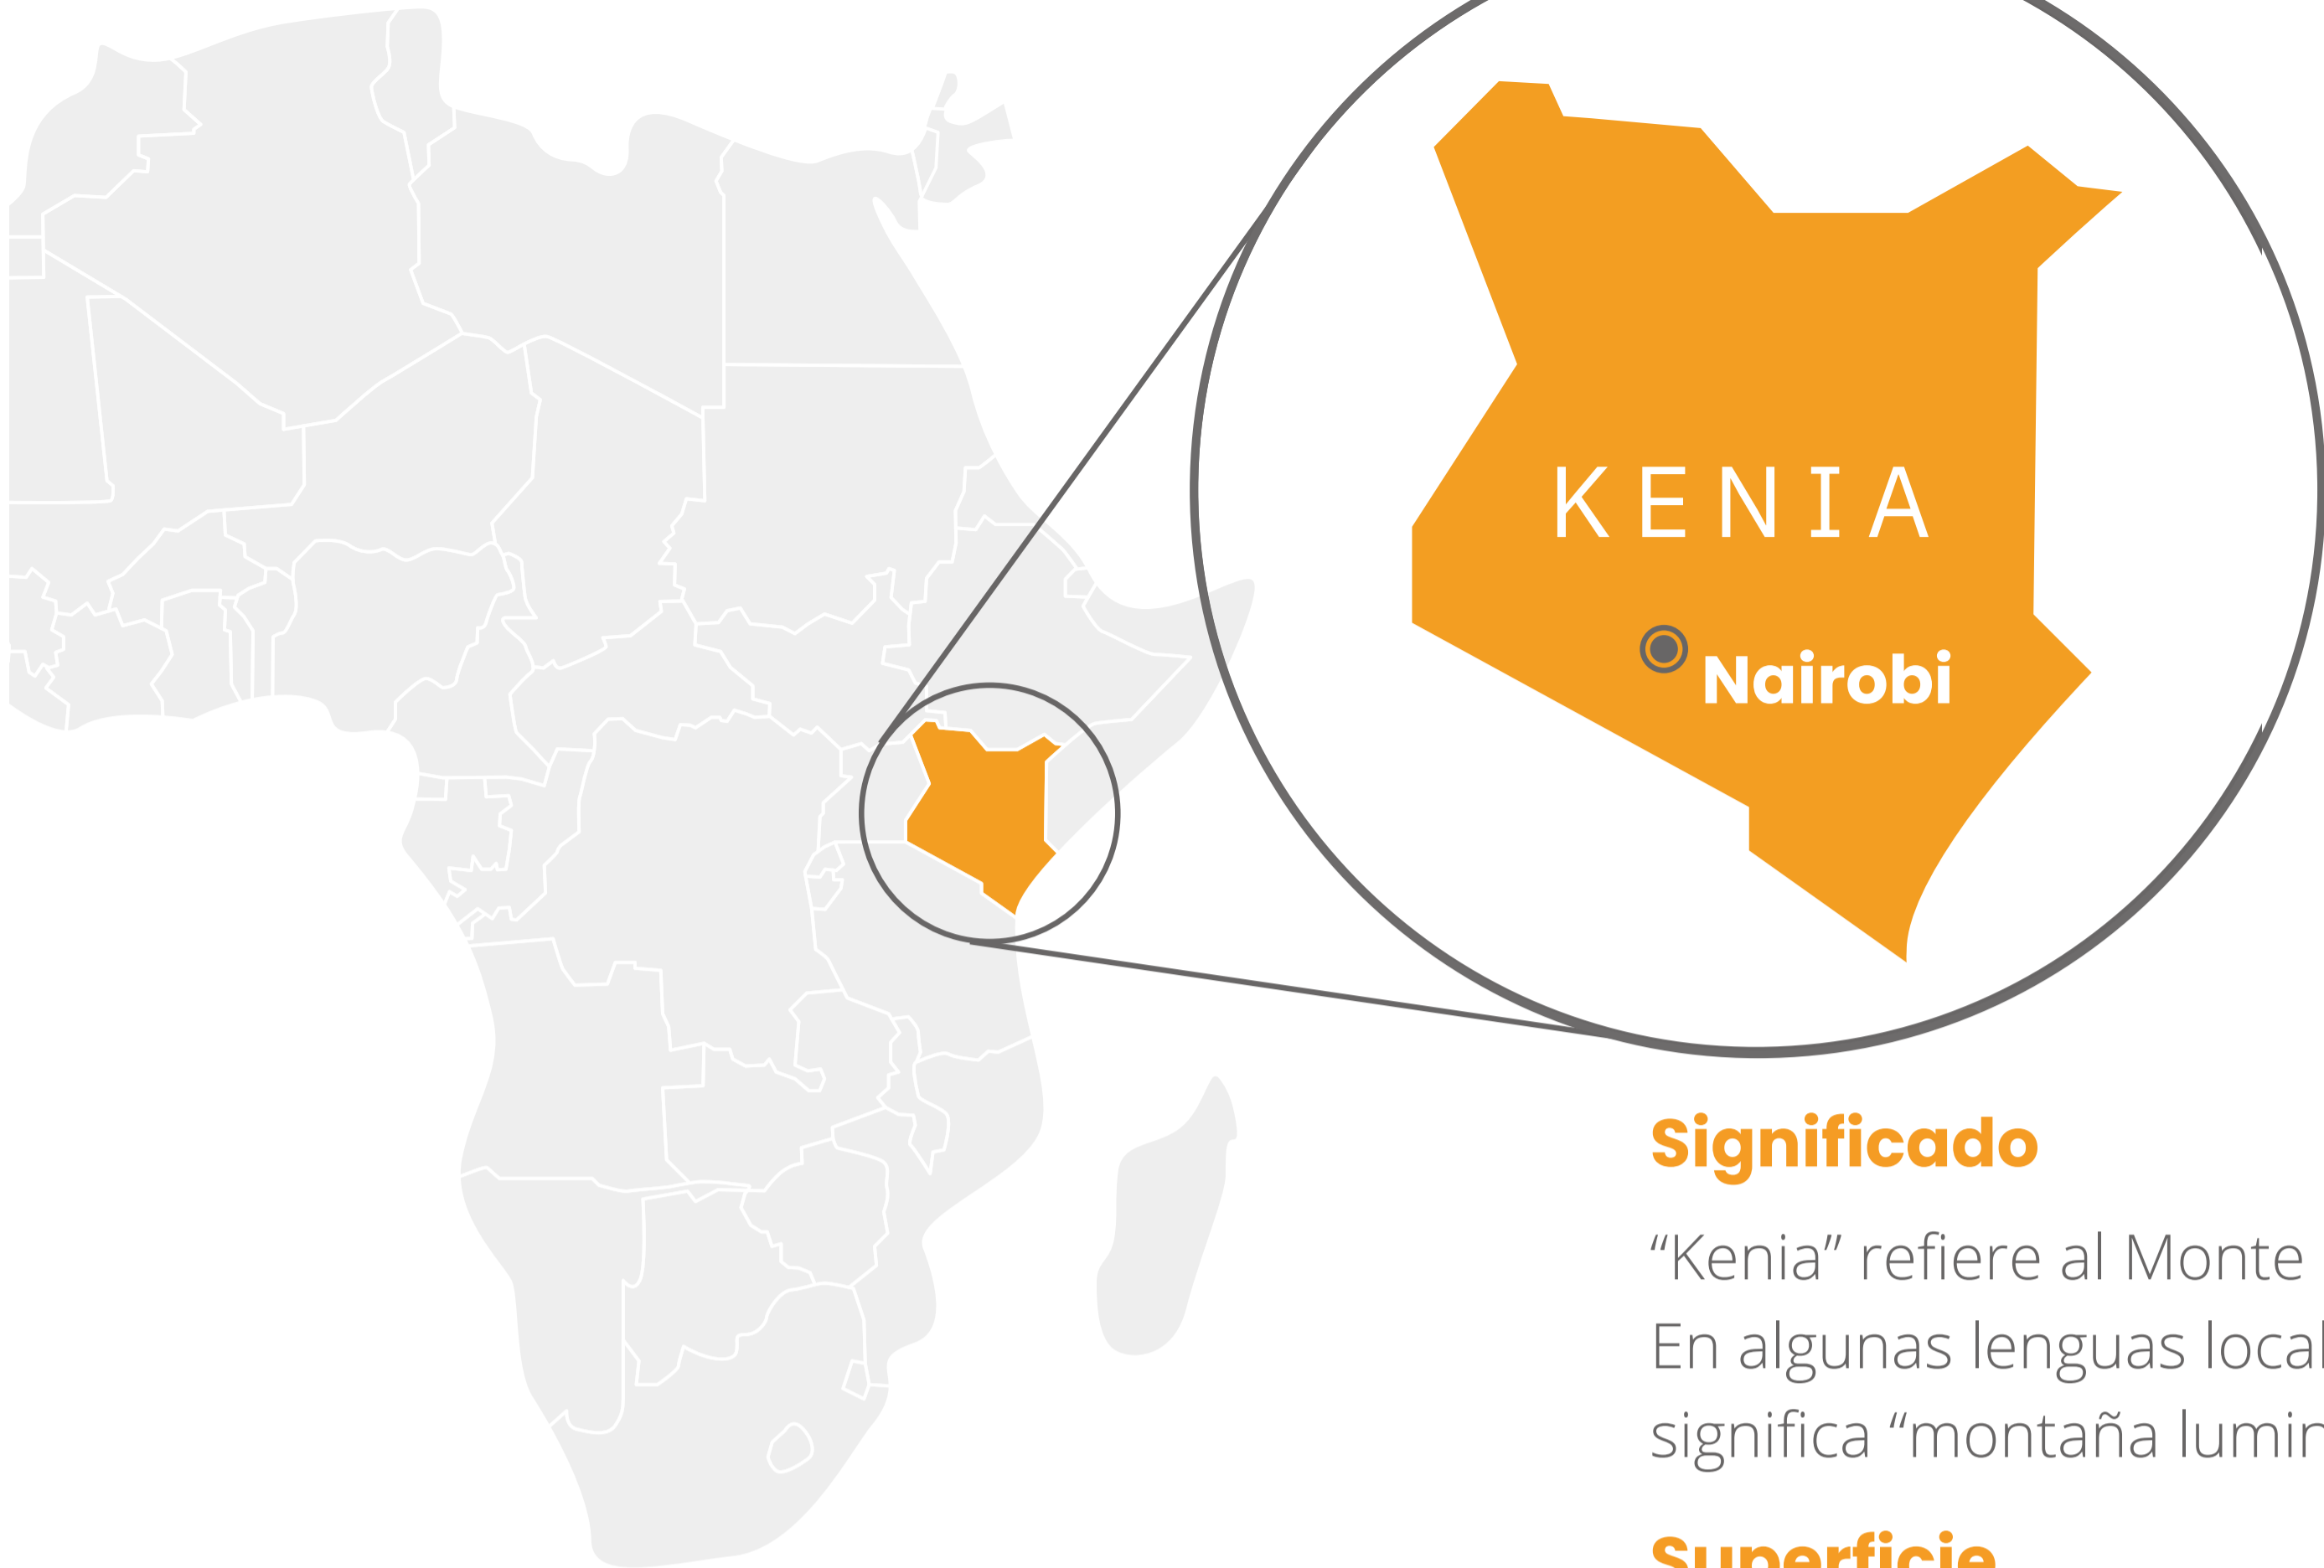 KENIA
Nairobi
Significado
“Kenia” refiere al Monte
En algunas lenguas local
significa “montaña lumin
Superficie